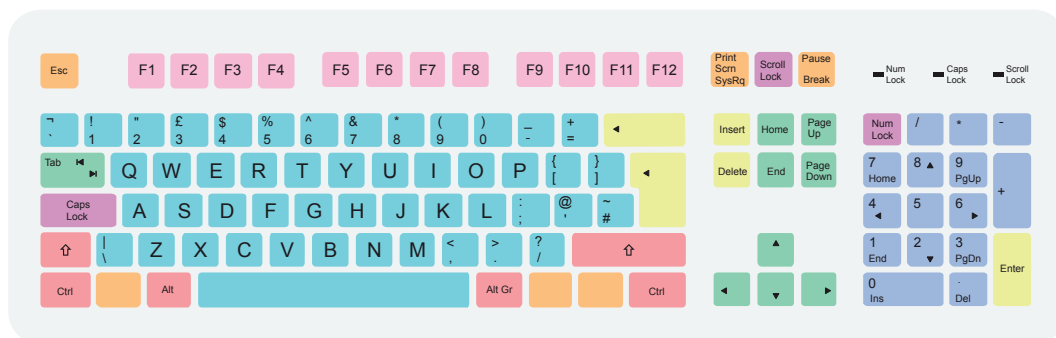 Esc F1 F2 F3 F4 F5 F6 F7 F8 F9 F10 F11 F12 Print Scroll Pause Num Caps Scroll
Scrn Lock Lock Lock Lock
SysRq Break
¬ ! " £ $ % ^ & * ( ) _ +
` 1 2 3 4 5 6 7 8 9 0 - = Insert Home Page Num / * -
Up Lock
Tab Q W E R T Y U I O P { } Delete End Page 7 8 9 +
[ ] Down Home PgUp
Caps A S D F G H J K L : @ ~ 4 5 6
Lock ; ' #
| Z X C V B N M < > ? 1 2 3 Enter
\ , . / End PgDn
Ctrl Alt Alt Gr Ctrl 0 .
Ins Del